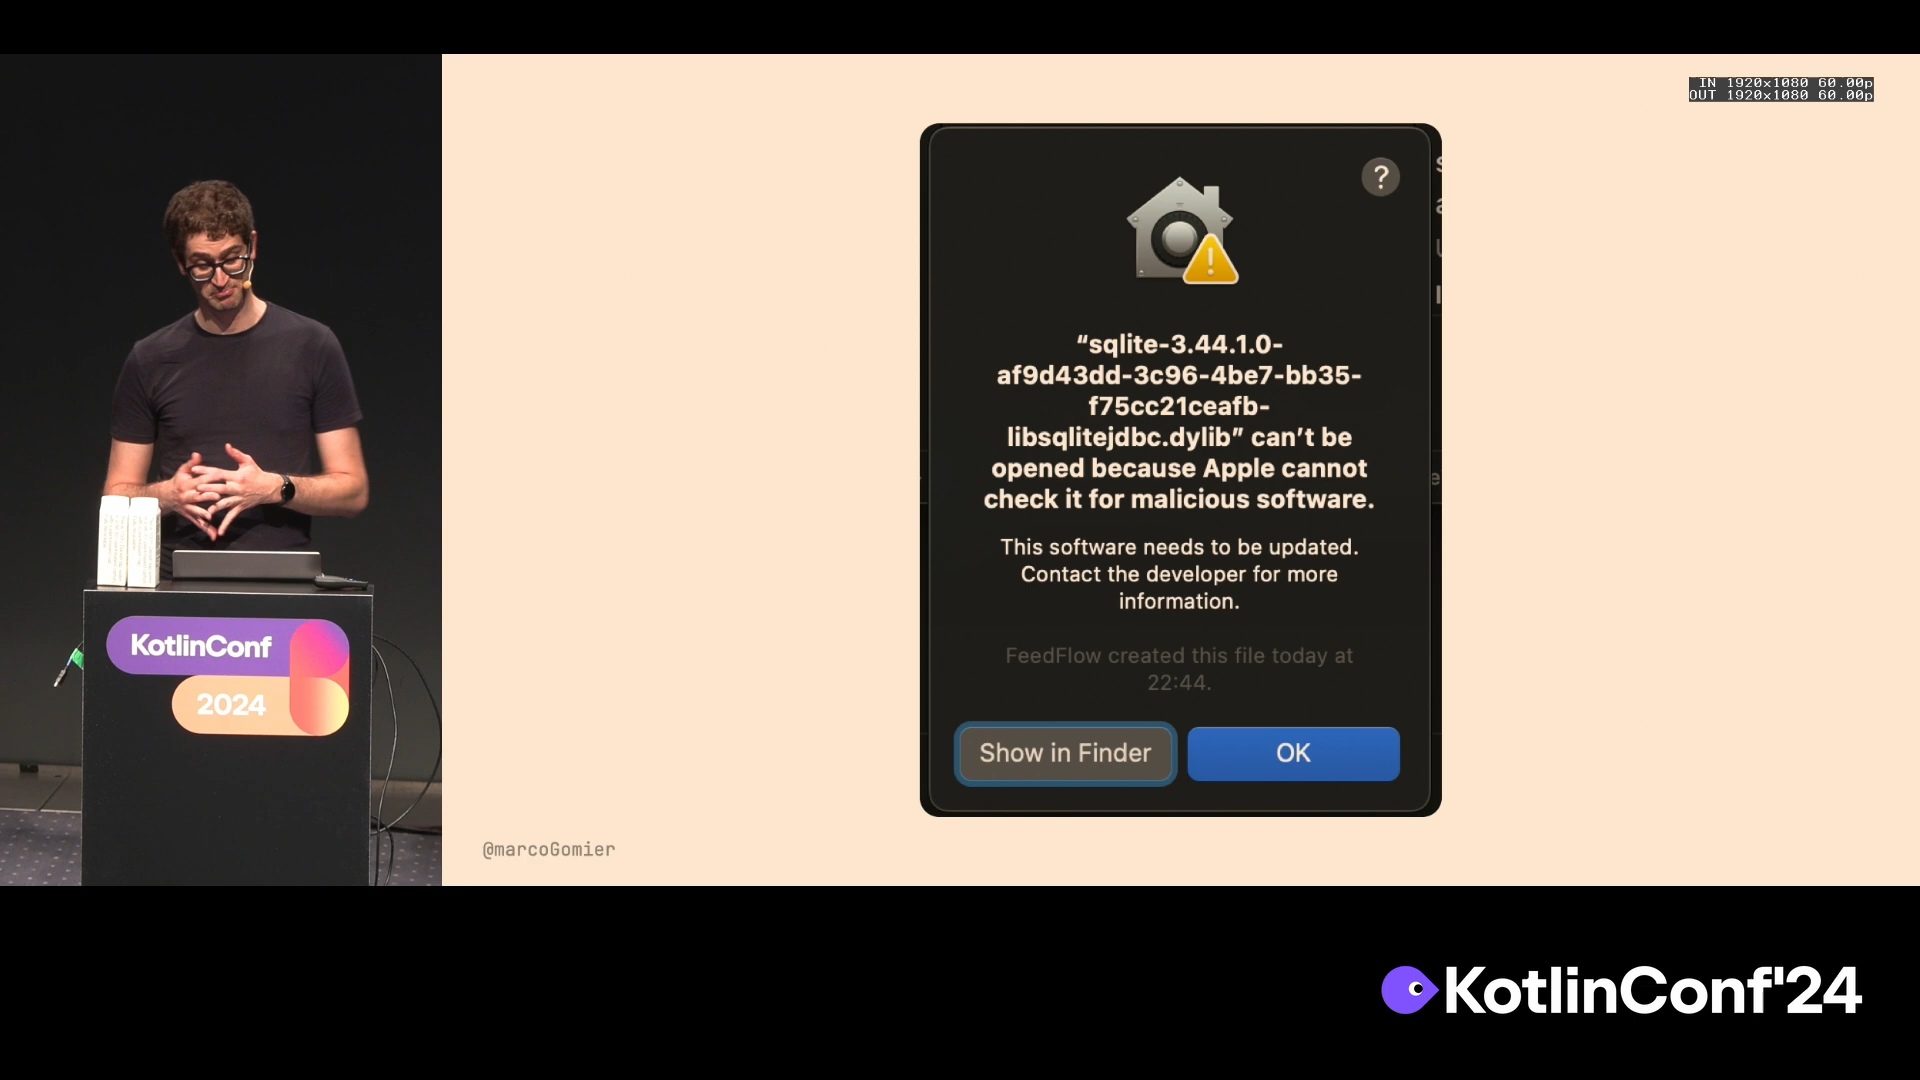 IN 1920x1080 60.00p
OUT 1920x1080 60.00p
?
“sqlite-3.44.1.0-
af9d43dd-3c96-4be7-bb35-
f75cc21ceafb-
libsqlitejdbc.dylib” can’t be
opened because Apple cannot
check it for malicious software.
This software needs to be updated.
Contact the developer for more
information.
FeedFlow created this file today at
22:44.
Show in Finder
OK
@marcoGomier
KotlinConf
2024
KotlinConf'24